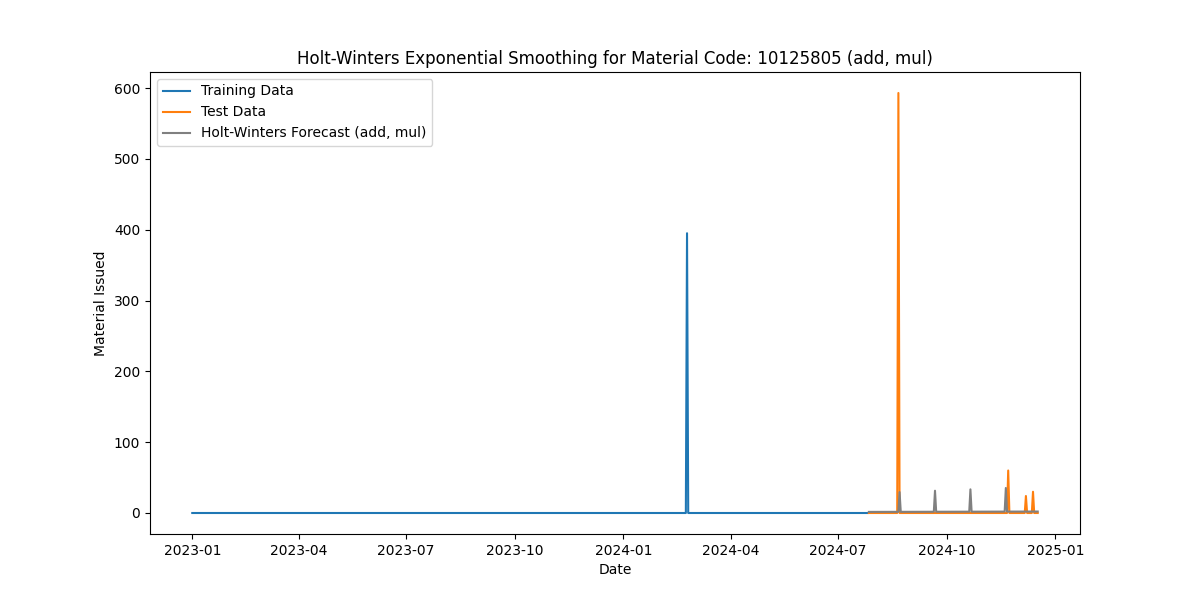 Holt-Winters Exponential Smoothing for Material Code: 10125805 (add, mul)
Training Data
Test Data
Holt-Winters Forecast (add, mul)
Material Issued
600
500
400
300
200
100
0
2023-01 2023-04 2023-07 2023-10 2024-01 2024-04 2024-07 2024-10 2025-01
Date